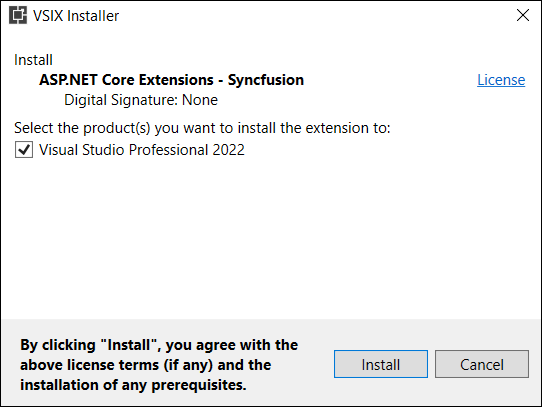 VSIX Installer
Install
ASP.NET Core Extensions - Syncfusion
License
Digital Signature: None
Select the product(s) you want to install the extension to:
Visual Studio Professional 2022
By clicking "Install", you agree with the
above license terms (if any) and the
installation of any prerequisites.
Install
Cancel